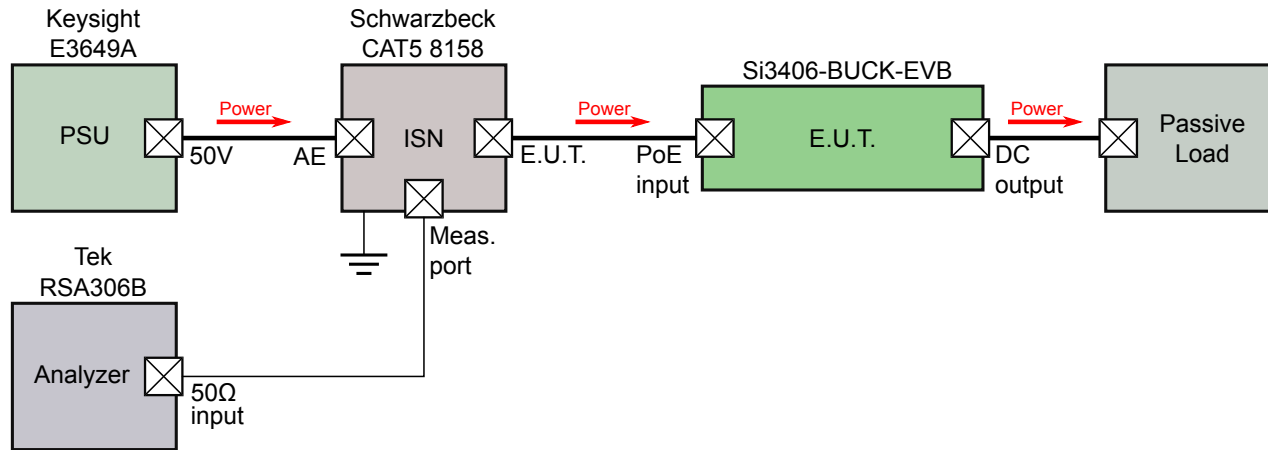 Keysight
E3649A
PSU
50V
Power
Schwarzbeck
CAT5 8158
AE
ISN
E.U.T.
Meas.
port
Power
Si3406-BUCK-EVB
PoE
input
E.U.T.
DC
output
Power
Passive
Load
Tek
RSA306B
Analyzer
50Ω
input